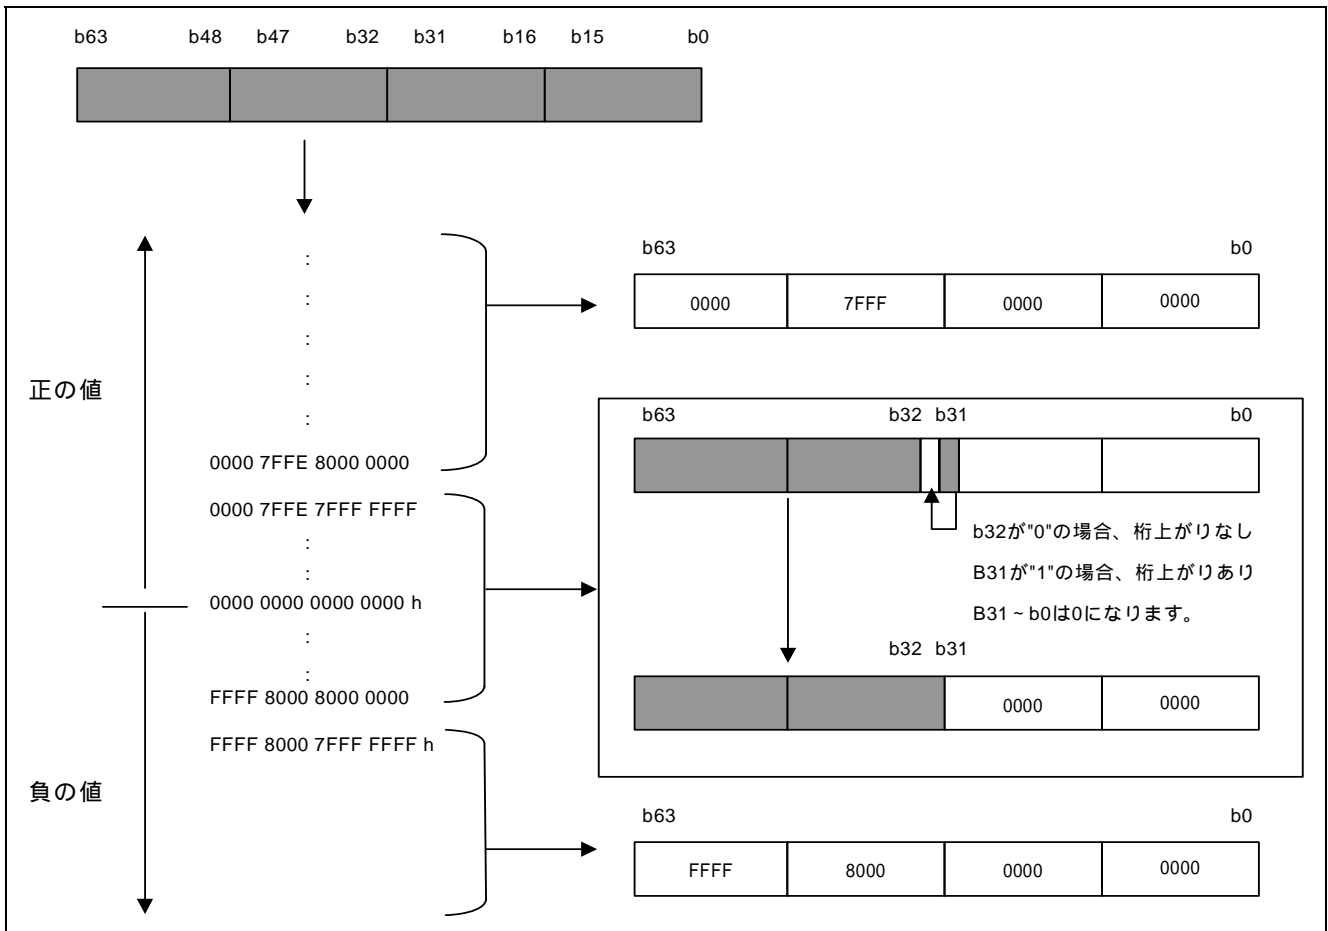 b63 b48 b47 b32 b31 b16 b15 b0
:
:
:
:
:
正の値
0000 7FFE 8000 0000
0000 7FFE 7FFF FFFF
:
:
0000 0000 0000 0000 h
:
:
FFFF 8000 8000 0000
FFFF 8000 7FFF FFFF h
負の値
b63 b0
0000 7FFF 0000 0000
b63 b32 b31 b0
b32が"0"の場合、桁上がりなし
B31が"1"の場合、桁上がりあり
B31~b0は0になります。
b32 b31
0000 0000
b63 b0
FFFF 8000 0000 0000